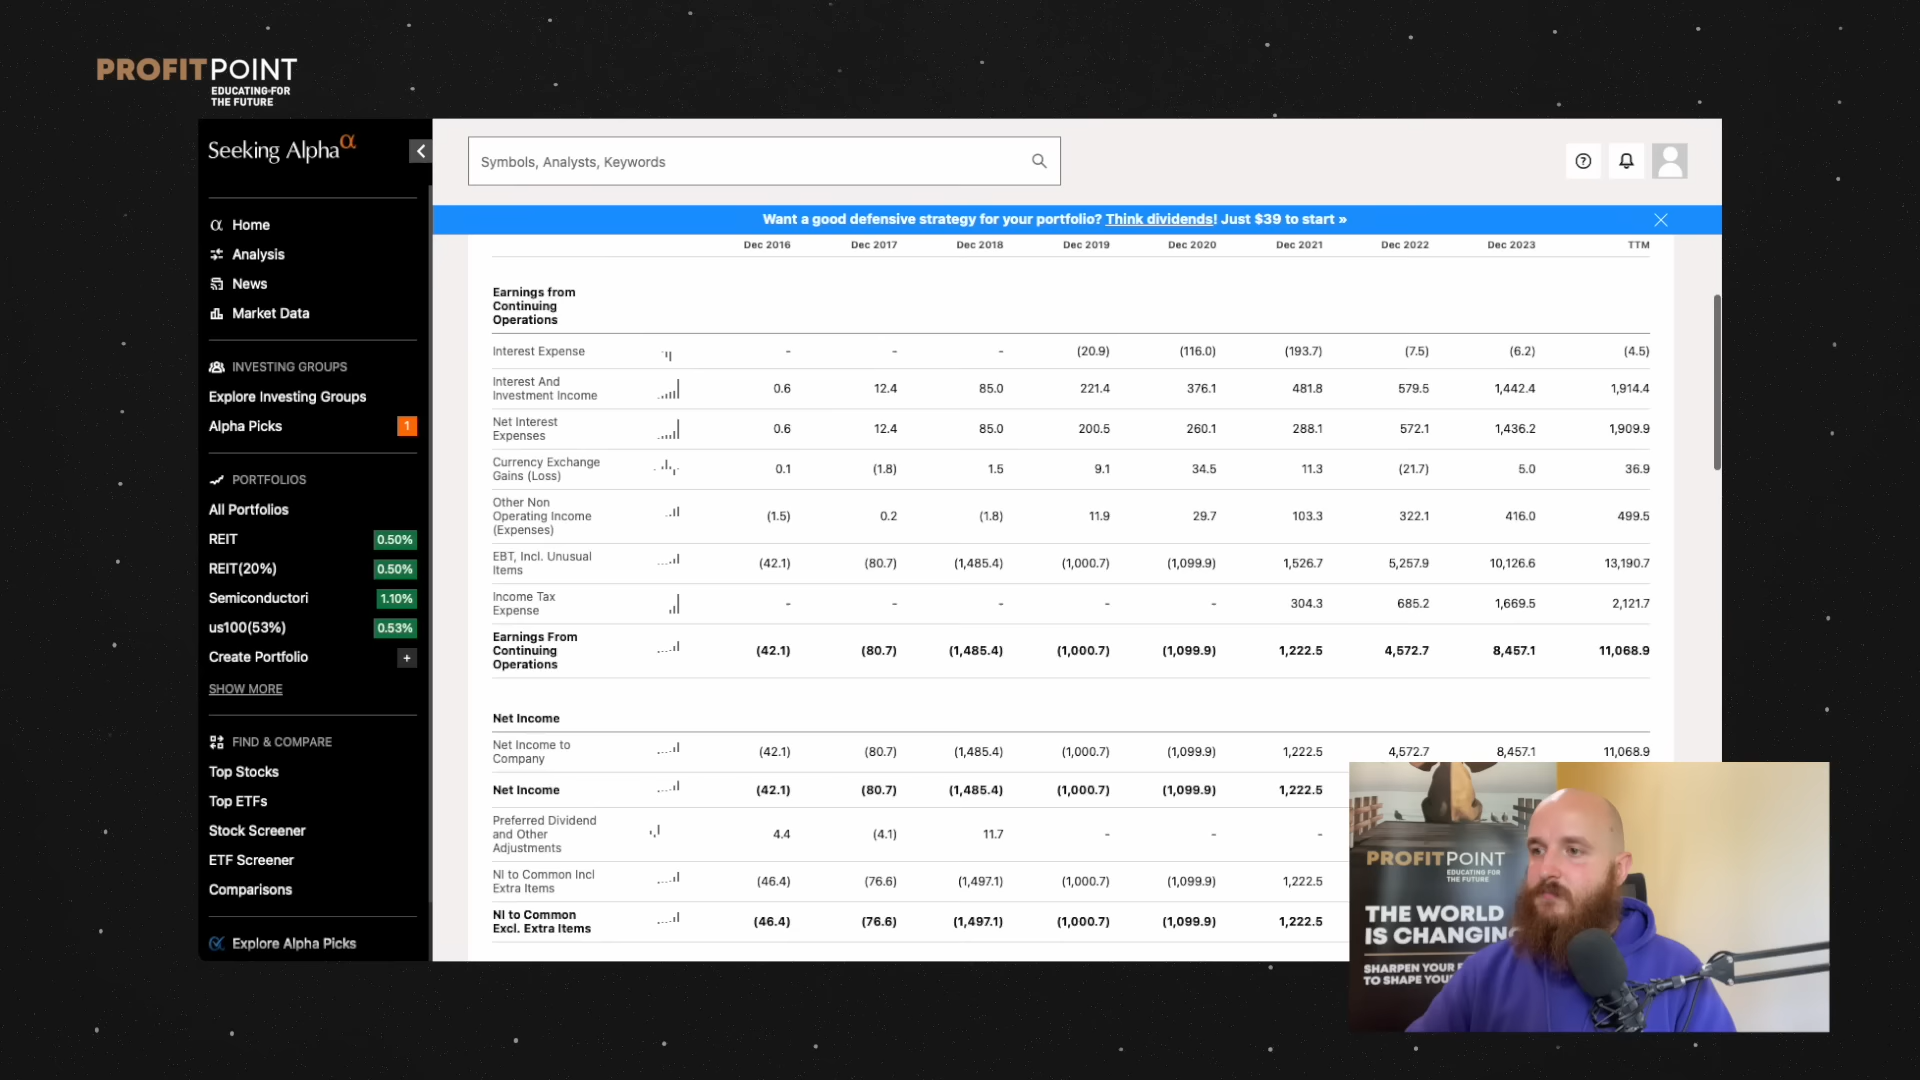 PROFITPOINT
EDUCATING FOR
THE FUTURE
Seeking Alpha α
Symbols, Analysts, Keywords
Want a good defensive strategy for your portfolio? Think dividends! Just $39 to start »
Home
Analysis
News
Market Data
INVESTING GROUPS
Explore Investing Groups
Alpha Picks 1
PORTFOLIOS
All Portfolios
REIT 0.50%
REIT(20%) 0.50%
Semiconductori 1.10%
us100(53%) 0.53%
Create Portfolio +
SHOW MORE
FIND & COMPARE
Top Stocks
Top ETFs
Stock Screener
ETF Screener
Comparisons
Explore Alpha Picks
Dec 2016 Dec 2017 Dec 2018 Dec 2019 Dec 2020 Dec 2021 Dec 2022 Dec 2023 TTM
Earnings from
Continuing
Operations
Interest Expense - - - (20.9) (116.0) (193.7) (7.5) (6.2) (4.5)
Interest And
Investment Income 0.6 12.4 85.0 221.4 376.1 481.8 579.5 1,442.4 1,914.4
Net Interest
Expenses 0.6 12.4 85.0 200.5 260.1 288.1 572.1 1,436.2 1,909.9
Currency Exchange
Gains (Loss) 0.1 (1.8) 1.5 9.1 34.5 11.3 (21.7) 5.0 36.9
Other Non
Operating Income (1.5) 0.2 (1.8) 11.9 29.7 103.3 322.1 416.0 499.5
(Expenses)
EBT, Incl. Unusual
Items (42.1) (80.7) (1,485.4) (1,000.7) (1,099.9) 1,526.7 5,257.9 10,126.6 13,190.7
Income Tax
Expense - - - - - 304.3 685.2 1,669.5 2,121.7
Earnings From
Continuing (42.1) (80.7) (1,485.4) (1,000.7) (1,099.9) 1,222.5 4,572.7 8,457.1 11,068.9
Operations
Net Income
Net Income to
Company (42.1) (80.7) (1,485.4) (1,000.7) (1,099.9) 1,222.5 4,572.7 8,457.1 11,068.9
Net Income (42.1) (80.7) (1,485.4) (1,000.7) (1,099.9) 1,222.5
Preferred Dividend
and Other 4.4 (4.1) 11.7 - - -
Adjustments
NI to Common Incl
Extra Items (46.4) (76.6) (1,497.1) (1,000.7) (1,099.9) 1,222.5
NI to Common
Excl. Extra Items (46.4) (76.6) (1,497.1) (1,000.7) (1,099.9) 1,222.5
PROFITPOINT
EDUCATING FOR
THE FUTURE
THE WORLD
IS CHANGIN
SHARPEN YOUR
TO SHAPE YOU